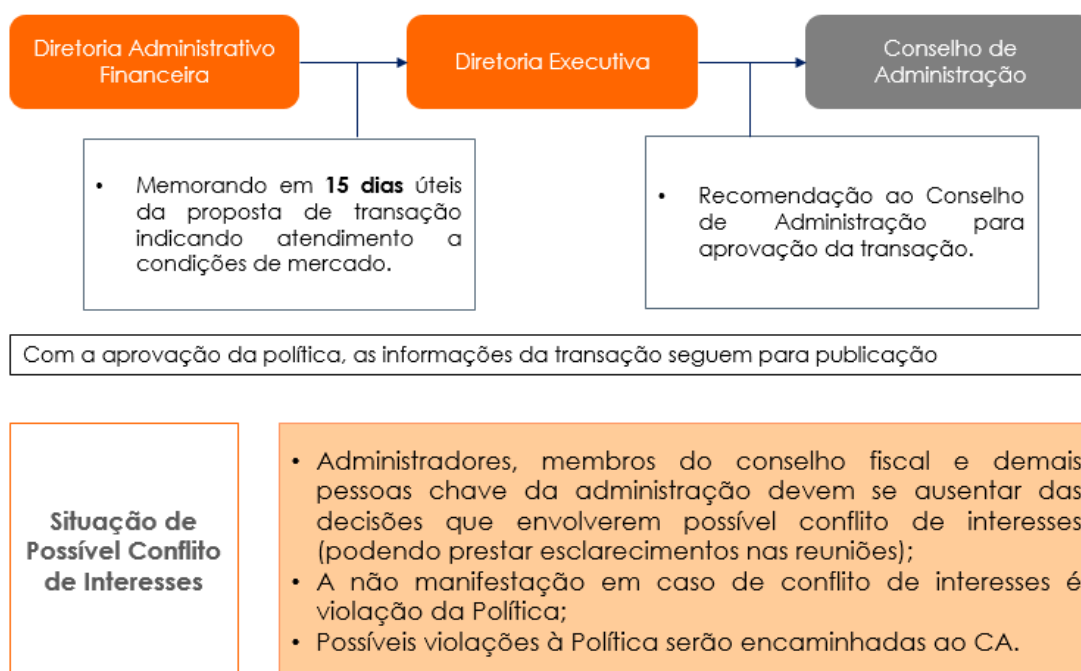 Diretoria Administrativo
Financeira
Diretoria Executiva
Conselho de
Administração
• Memorando em 15 dias úteis
da proposta de transação
indicando atendimento a
condições de mercado.
• Recomendação ao Conselho
de Administração para
aprovação da transação.
Com a aprovação da política, as informações da transação seguem para publicação
Situação de
Possível Conflito
de Interesses
• Administradores, membros do conselho fiscal e demais
pessoas chave da administração devem se ausentar das
decisões que envolverem possível conflito de interesses
(podendo prestar esclarecimentos nas reuniões);
• A não manifestação em caso de conflito de interesses é
violação da Política;
• Possíveis violações à Política serão encaminhadas ao CA.